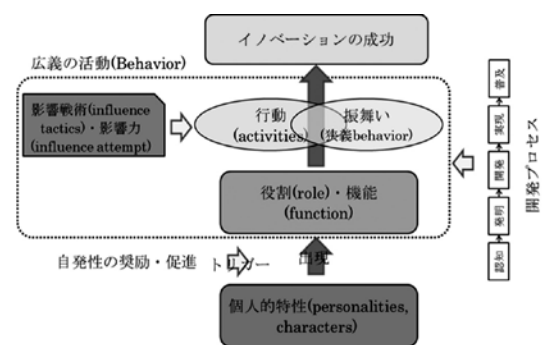 イノベーションの成功
広義の活動(Behavior)
影響戦術(influence
tactics)・影響力
(influence attempt)
行動
(activities)
振舞い
(狭義behavior)
役割(role)・機能
(function)
自発性の奨励・促進
トリガー
出現
個人的特性(personalities,
characters)
普及
実現
開発
発明
認知
開発プロセス